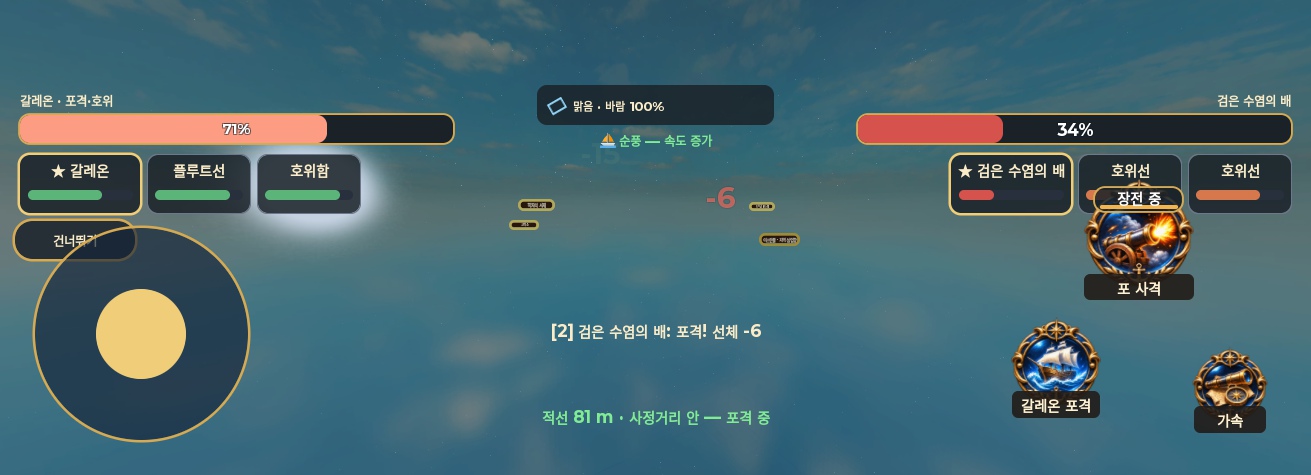 갈레온 · 포격·호위
71%
★ 갈레온
플루트선
호위함
건너뛰기
맑음 · 바람 100%
순풍 — 속도 증가
-15
-6
검은 수염의 배
34%
★ 검은 수염의 배
호위선
호위선
장전 중
포 사격
[2] 검은 수염의 배: 포격! 선체 -6
적선 81 m · 사정거리 안 — 포격 중
갈레온 포격
가속